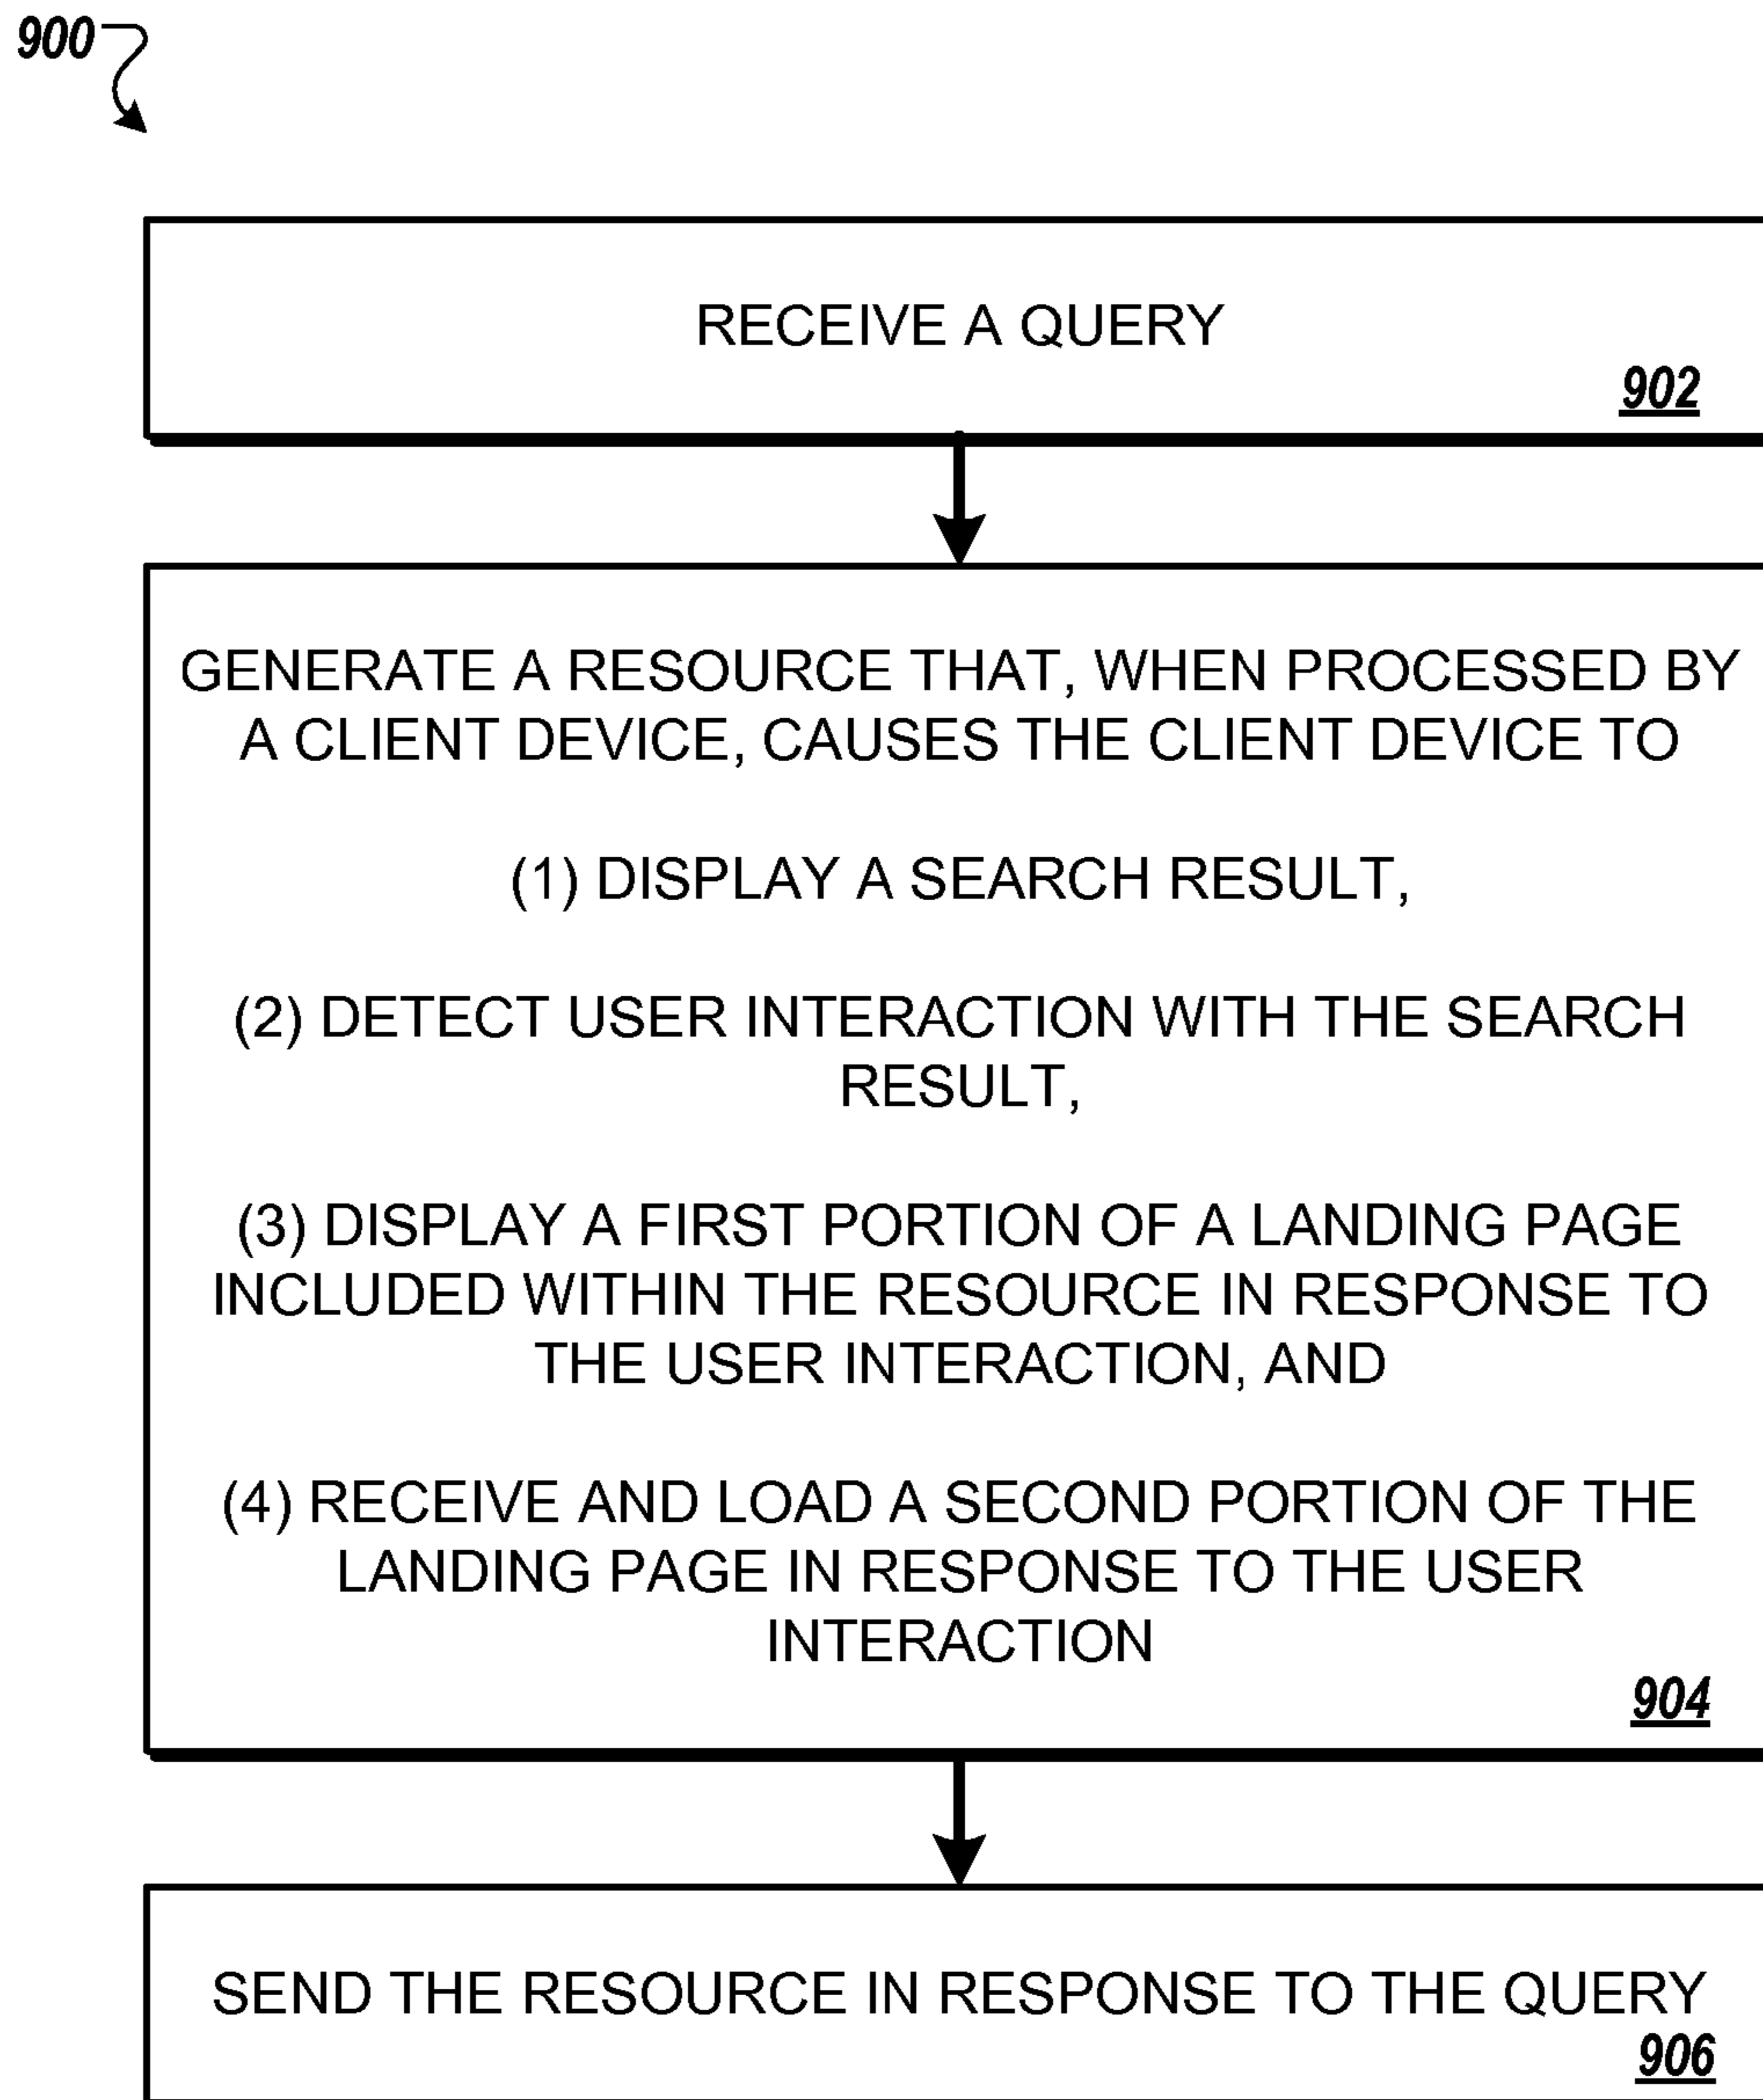 900
RECEIVE A QUERY
902
GENERATE A RESOURCE THAT, WHEN PROCESSED BY
A CLIENT DEVICE, CAUSES THE CLIENT DEVICE TO
(1) DISPLAY A SEARCH RESULT,
(2) DETECT USER INTERACTION WITH THE SEARCH
RESULT,
(3) DISPLAY A FIRST PORTION OF A LANDING PAGE
INCLUDED WITHIN THE RESOURCE IN RESPONSE TO
THE USER INTERACTION, AND
(4) RECEIVE AND LOAD A SECOND PORTION OF THE
LANDING PAGE IN RESPONSE TO THE USER
INTERACTION
904
SEND THE RESOURCE IN RESPONSE TO THE QUERY
906